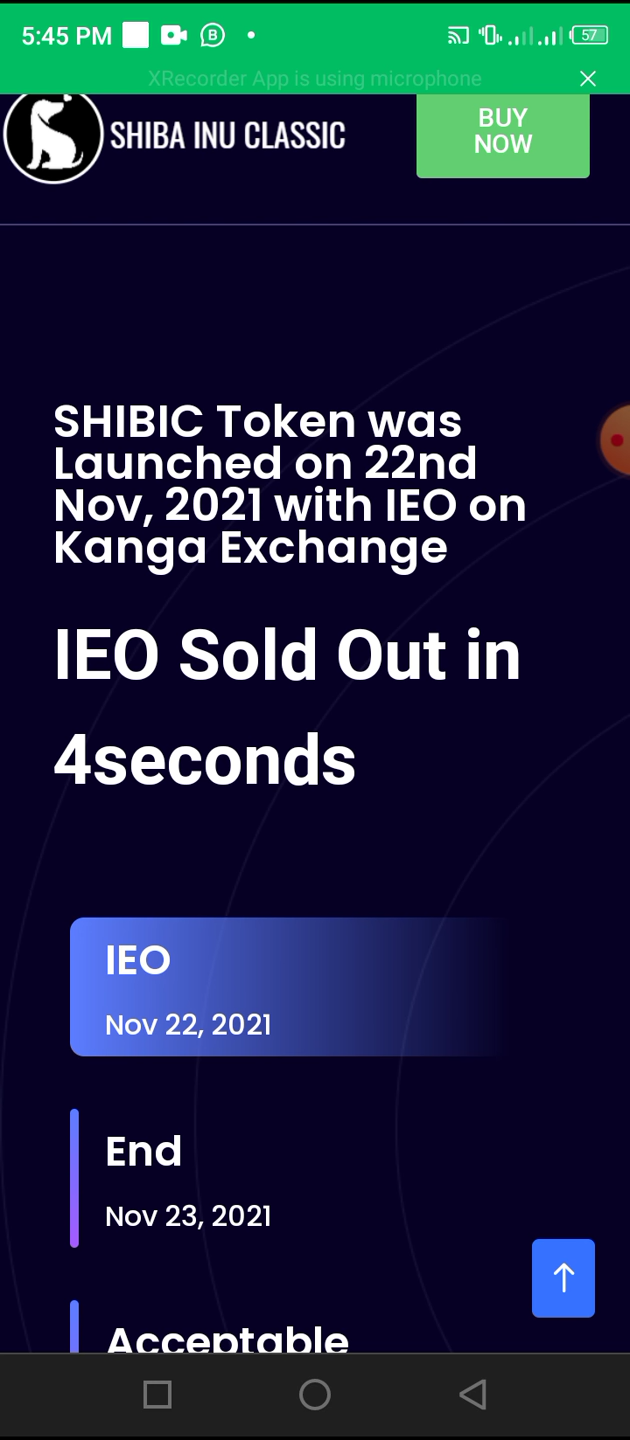 5:45 PM
57
XRecorder App is using microphone
SHIBA INU CLASSIC
BUY
NOW
SHIBIC Token was
Launched on 22nd
Nov, 2021 with IEO on
Kanga Exchange
IEO Sold Out in
4seconds
IEO
Nov 22, 2021
End
Nov 23, 2021
Acceptable